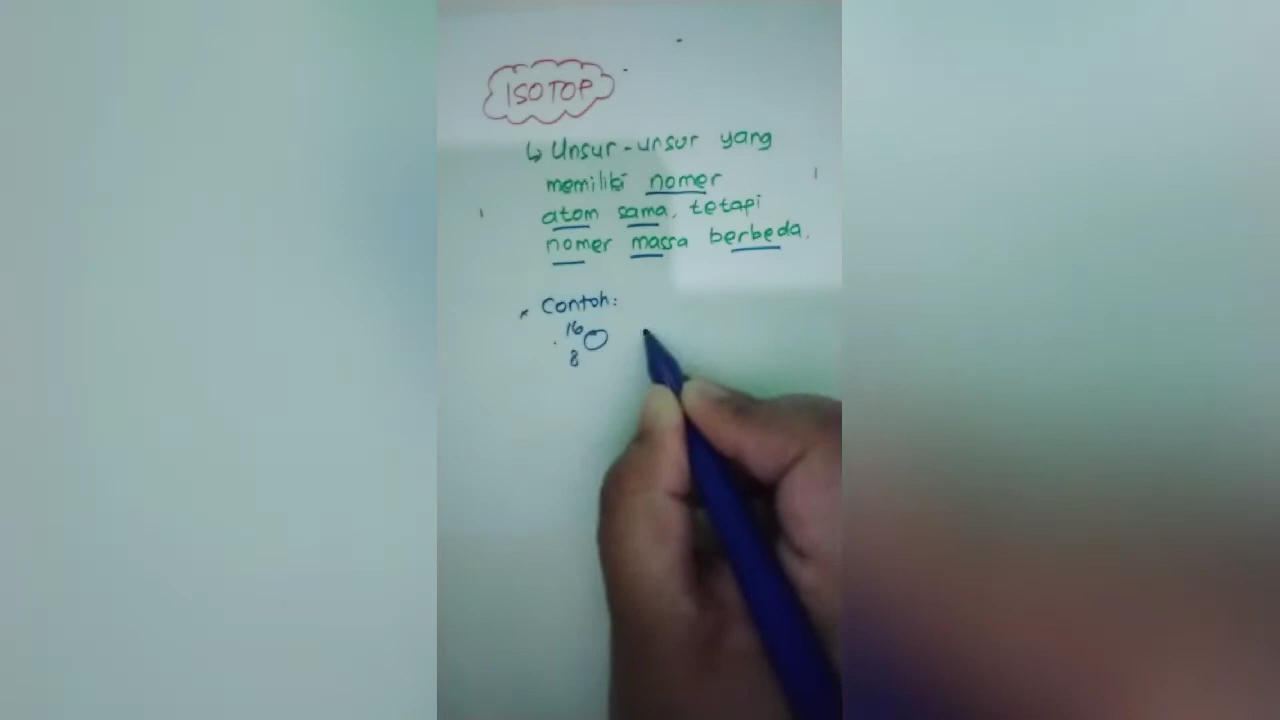 ISOTOP
↳ Unsur-unsur yang
memiliki nomer
atom sama, tetapi
nomer massa berbeda.
* Contoh:
16
8 O